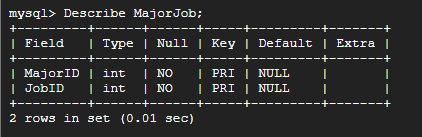 mysql> Describe MajorJob;
+---------+------+------+-----+---------+-------+
| Field   | Type | Null | Key | Default | Extra |
+---------+------+------+-----+---------+-------+
| MajorID | int  | NO   | PRI | NULL    |       |
| JobID   | int  | NO   | PRI | NULL    |       |
+---------+------+------+-----+---------+-------+
2 rows in set (0.01 sec)